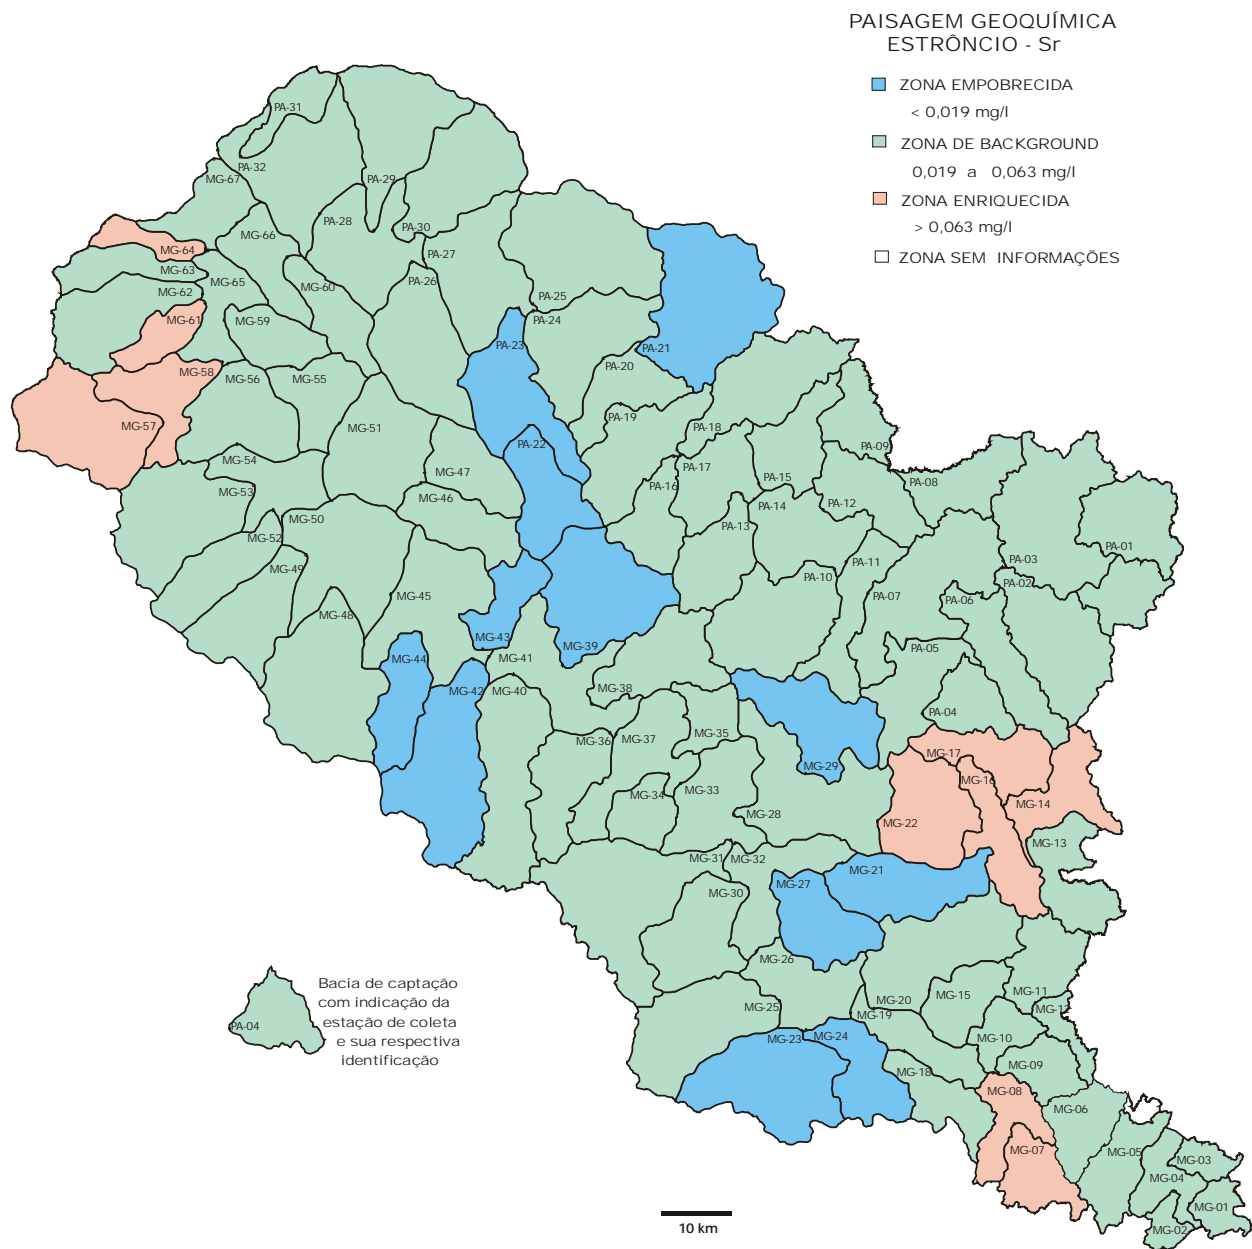 PAISAGEM GEOQUÍMICA
ESTRÔNCIO - Sr
ZONA EMPOBRECIDA
< 0,019 mg/l
ZONA DE BACKGROUND
0,019 a 0,063 mg/l
ZONA ENRIQUECIDA
> 0,063 mg/l
ZONA SEM INFORMAÇÕES
PA-31
PA-32
MG-67
PA-29
PA-28
PA-30
MG-66
MG-64
PA-27
MG-63
MG-65
PA-26
MG-60
MG-62
PA-25
MG-61
MG-59
PA-24
PA-23
PA-21
PA-20
MG-58
MG-56
MG-55
PA-19
MG-57
MG-51
PA-18
PA-22
PA-09
MG-54
MG-47
PA-17
PA-15
PA-16
PA-08
MG-53
MG-46
PA-12
PA-14
MG-50
PA-13
MG-52
PA-01
PA-03
PA-11
MG-49
PA-10
PA-02
MG-45
PA-07
PA-06
MG-48
MG-43
MG-39
PA-05
MG-44
MG-41
MG-42
MG-40
MG-38
PA-04
MG-35
MG-36
MG-37
MG-17
MG-29
MG-16
MG-34
MG-33
MG-14
MG-28
MG-22
MG-13
MG-31
MG-32
MG-21
MG-27
MG-30
MG-26
MG-25
MG-20
MG-15
MG-11
MG-19
MG-23
MG-24
MG-10
MG-09
MG-18
MG-08
MG-06
MG-07
MG-05
MG-03
MG-04
MG-01
MG-02
Bacia de captação
com indicação da
estação de coleta
e sua respectiva
identificação
PA-04
10 km